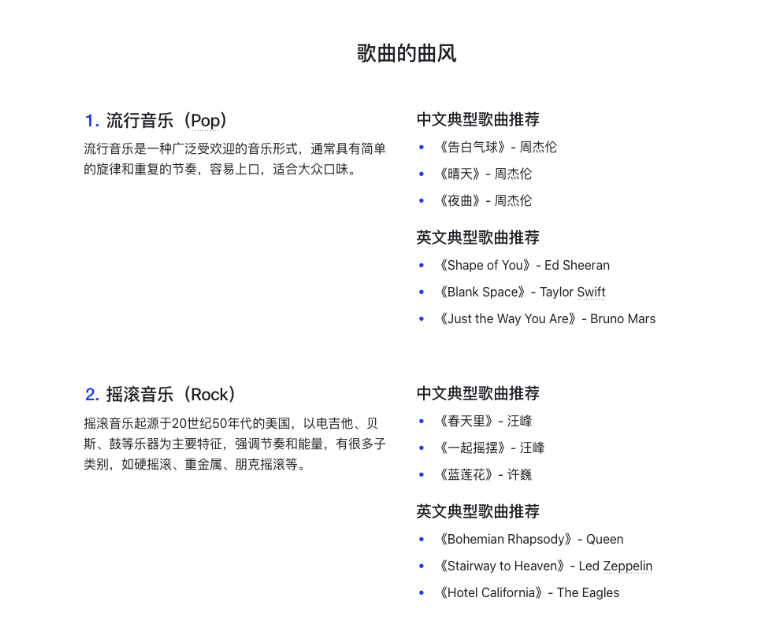 歌曲的曲风
1. 流行音乐（Pop）
流行音乐是一种广泛受欢迎的音乐形式，通常具有简单
的旋律和重复的节奏，容易上口，适合大众口味。
中文典型歌曲推荐
• 《告白气球》- 周杰伦
• 《晴天》- 周杰伦
• 《夜曲》- 周杰伦
英文典型歌曲推荐
• 《Shape of You》- Ed Sheeran
• 《Blank Space》- Taylor Swift
• 《Just the Way You Are》- Bruno Mars
2. 摇滚音乐（Rock）
摇滚音乐起源于20世纪50年代的美国，以电吉他、贝
斯、鼓等乐器为主要特征，强调节奏和能量，有很多子
类别，如硬摇滚、重金属、朋克摇滚等。
中文典型歌曲推荐
• 《春天里》- 汪峰
• 《一起摇摆》- 汪峰
• 《蓝莲花》- 许巍
英文典型歌曲推荐
• 《Bohemian Rhapsody》- Queen
• 《Stairway to Heaven》- Led Zeppelin
• 《Hotel California》- The Eagles